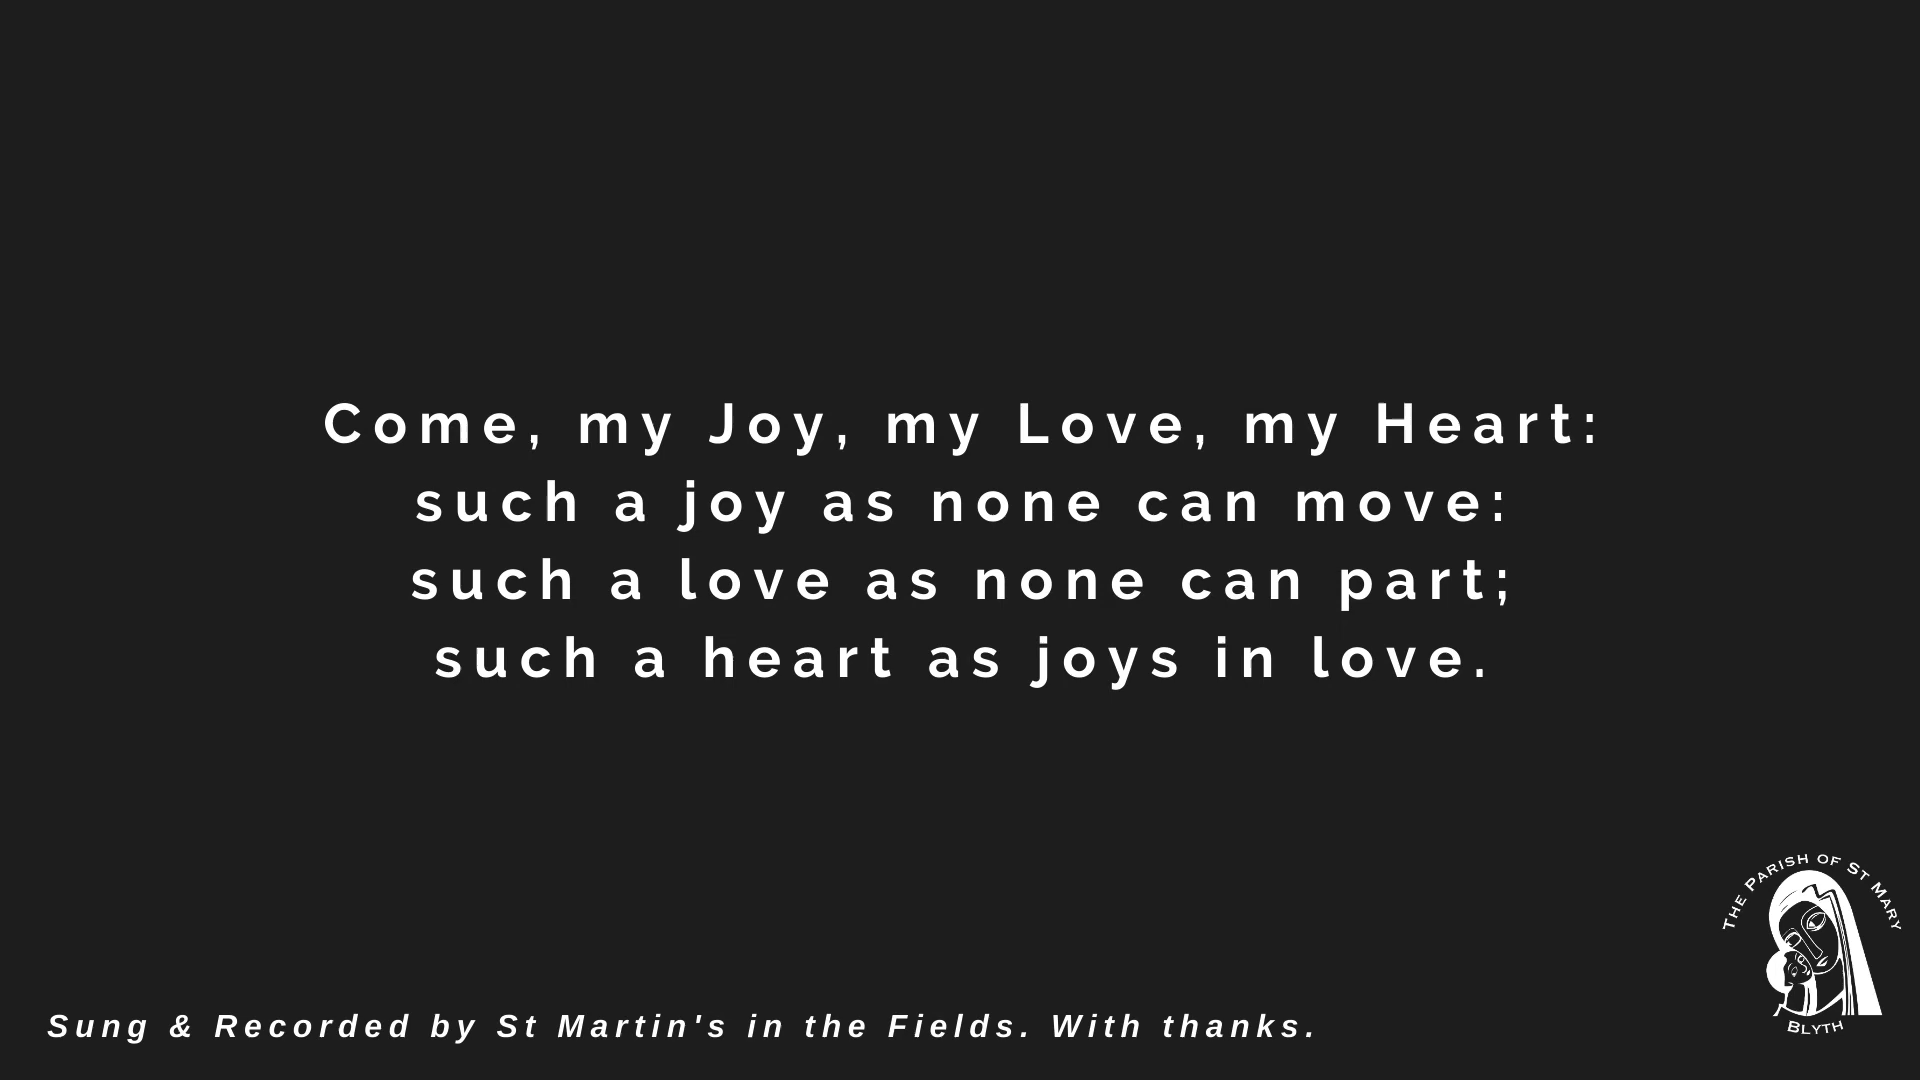 Come, my Joy, my Love, my Heart:
such a joy as none can move:
such a love as none can part;
such a heart as joys in love.
THE PARISH OF ST MARY
BLYTH
Sung & Recorded by St Martin's in the Fields. With thanks.